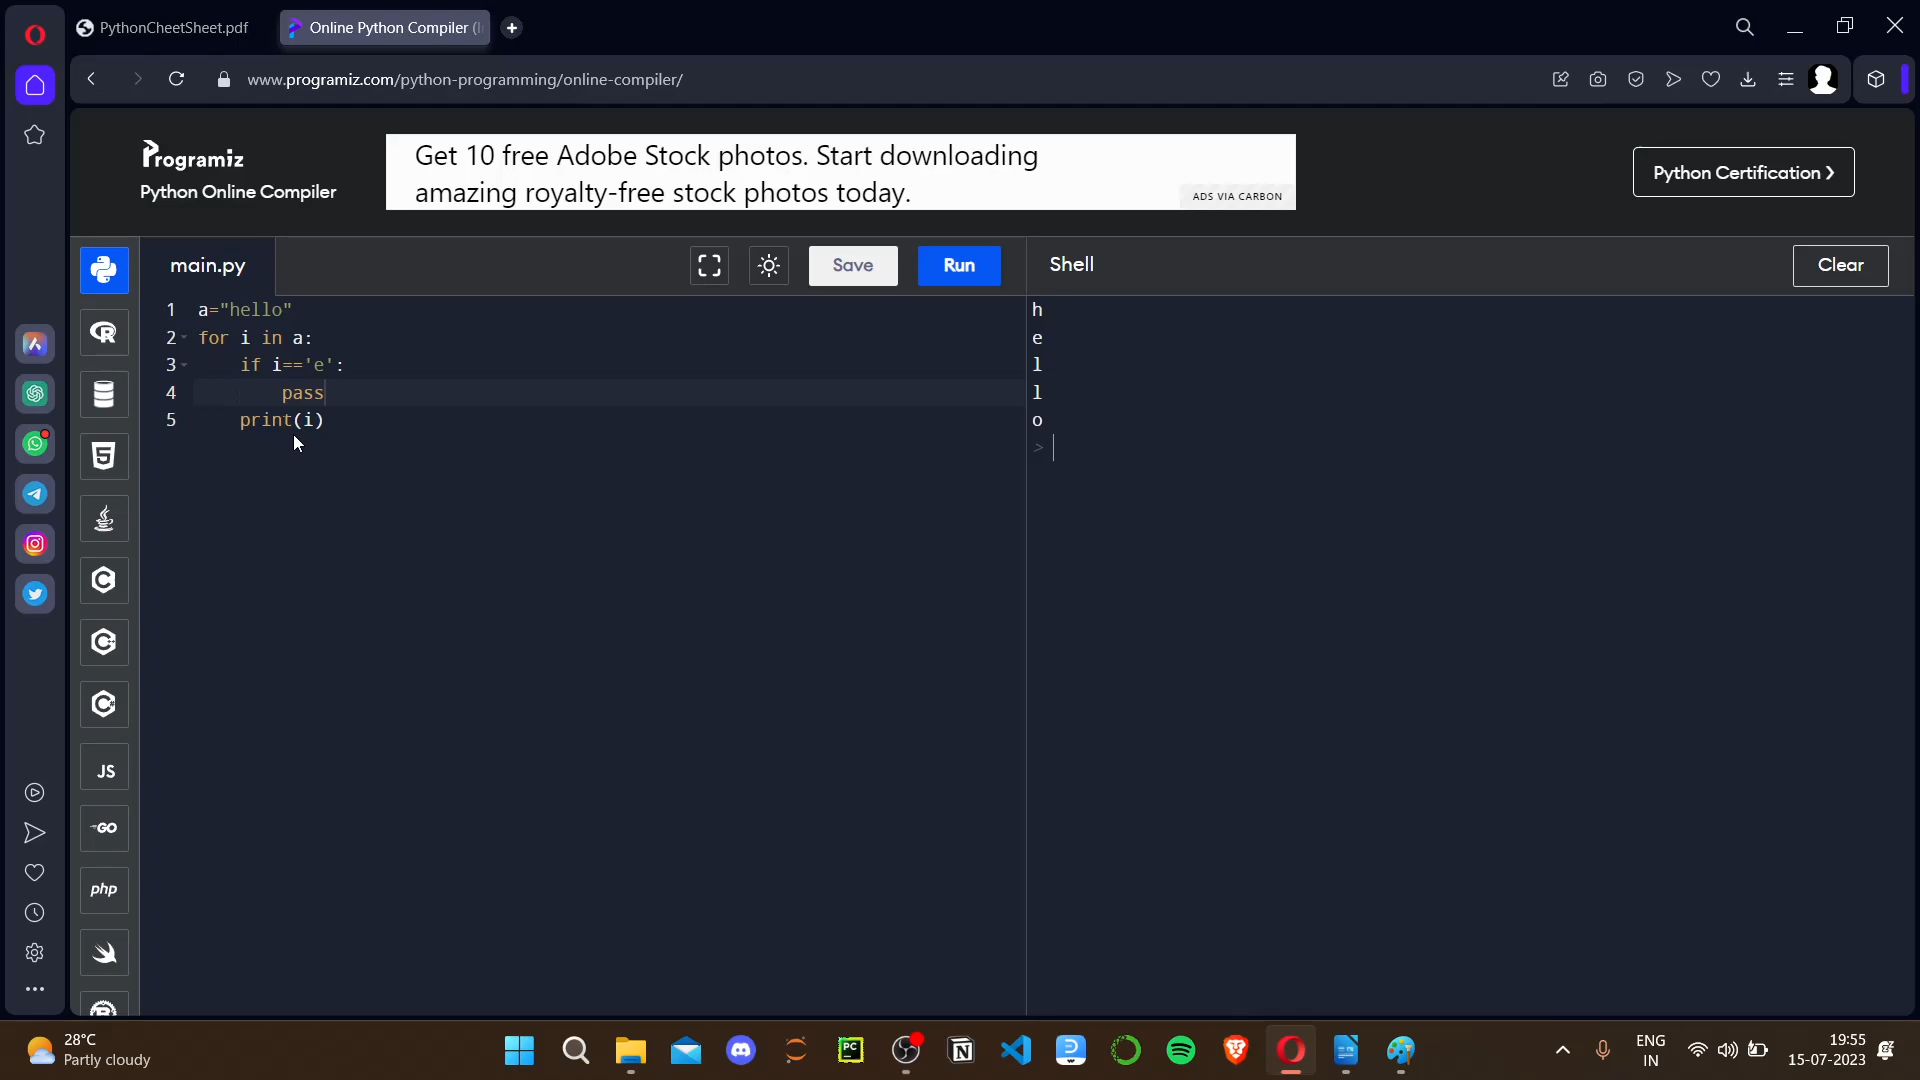 PythonCheetSheet.pdf
Online Python Compiler (I
www.programiz.com/python-programming/online-compiler/
Programiz
Python Online Compiler
Get 10 free Adobe Stock photos. Start downloading
amazing royalty-free stock photos today.
ADS VIA CARBON
Python Certification ❯
main.py
Save
Run
Shell
Clear
1 a="hello"
2 for i in a:
3     if i=='e':
4         pass
5     print(i)
h
e
l
l
o
>
R
5
C
C++
C#
JS
GO
php
PC
28°C
Partly cloudy
ENG
IN
19:55
15-07-2023